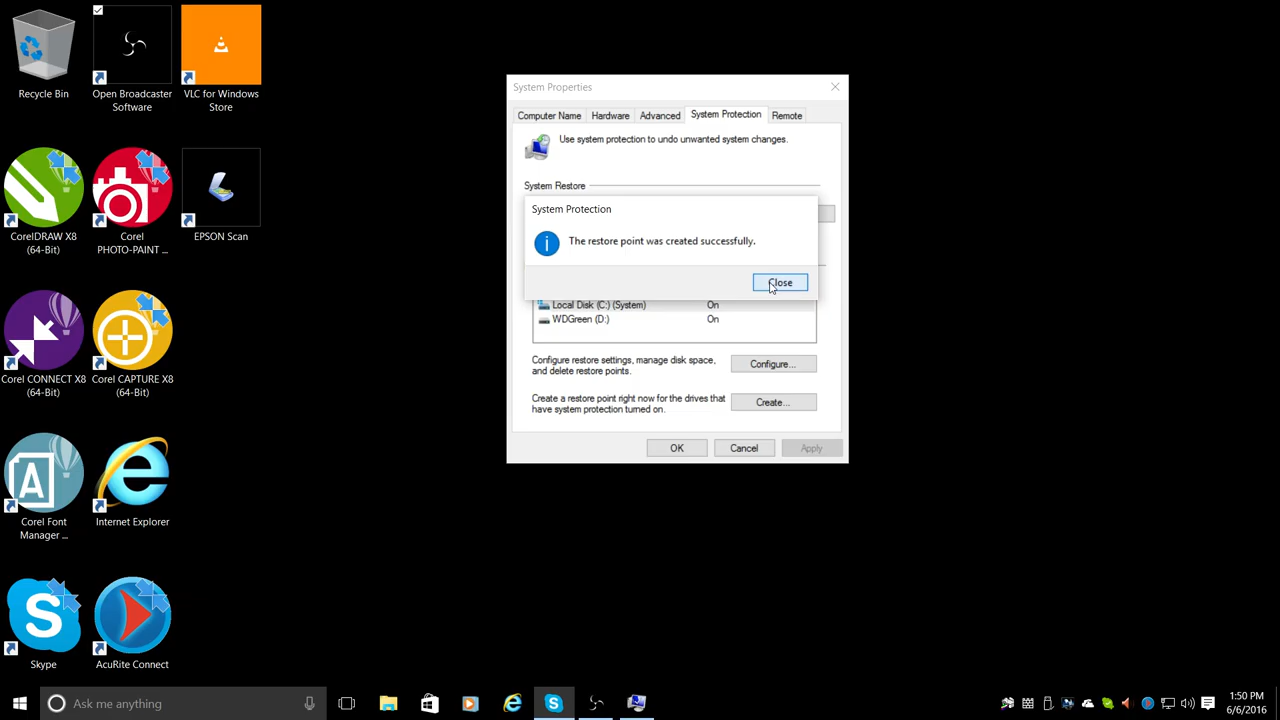 Recycle Bin
Open Broadcaster
Software
VLC for Windows
Store
CorelDRAW X8
(64-Bit)
Corel
PHOTO-PAINT ...
EPSON Scan
Corel CONNECT X8
(64-Bit)
Corel CAPTURE X8
(64-Bit)
Corel Font
Manager ...
Internet Explorer
Skype
AcuRite Connect
System Properties
Computer Name
Hardware
Advanced
System Protection
Remote
Use system protection to undo unwanted system changes.
System Restore
System Protection
The restore point was created successfully.
Close
Local Disk (C:) (System) On
WDGreen (D:) On
Configure restore settings, manage disk space,
and delete restore points.
Configure...
Create a restore point right now for the drives that
have system protection turned on.
Create...
OK
Cancel
Apply
Ask me anything
1:50 PM
6/6/2016